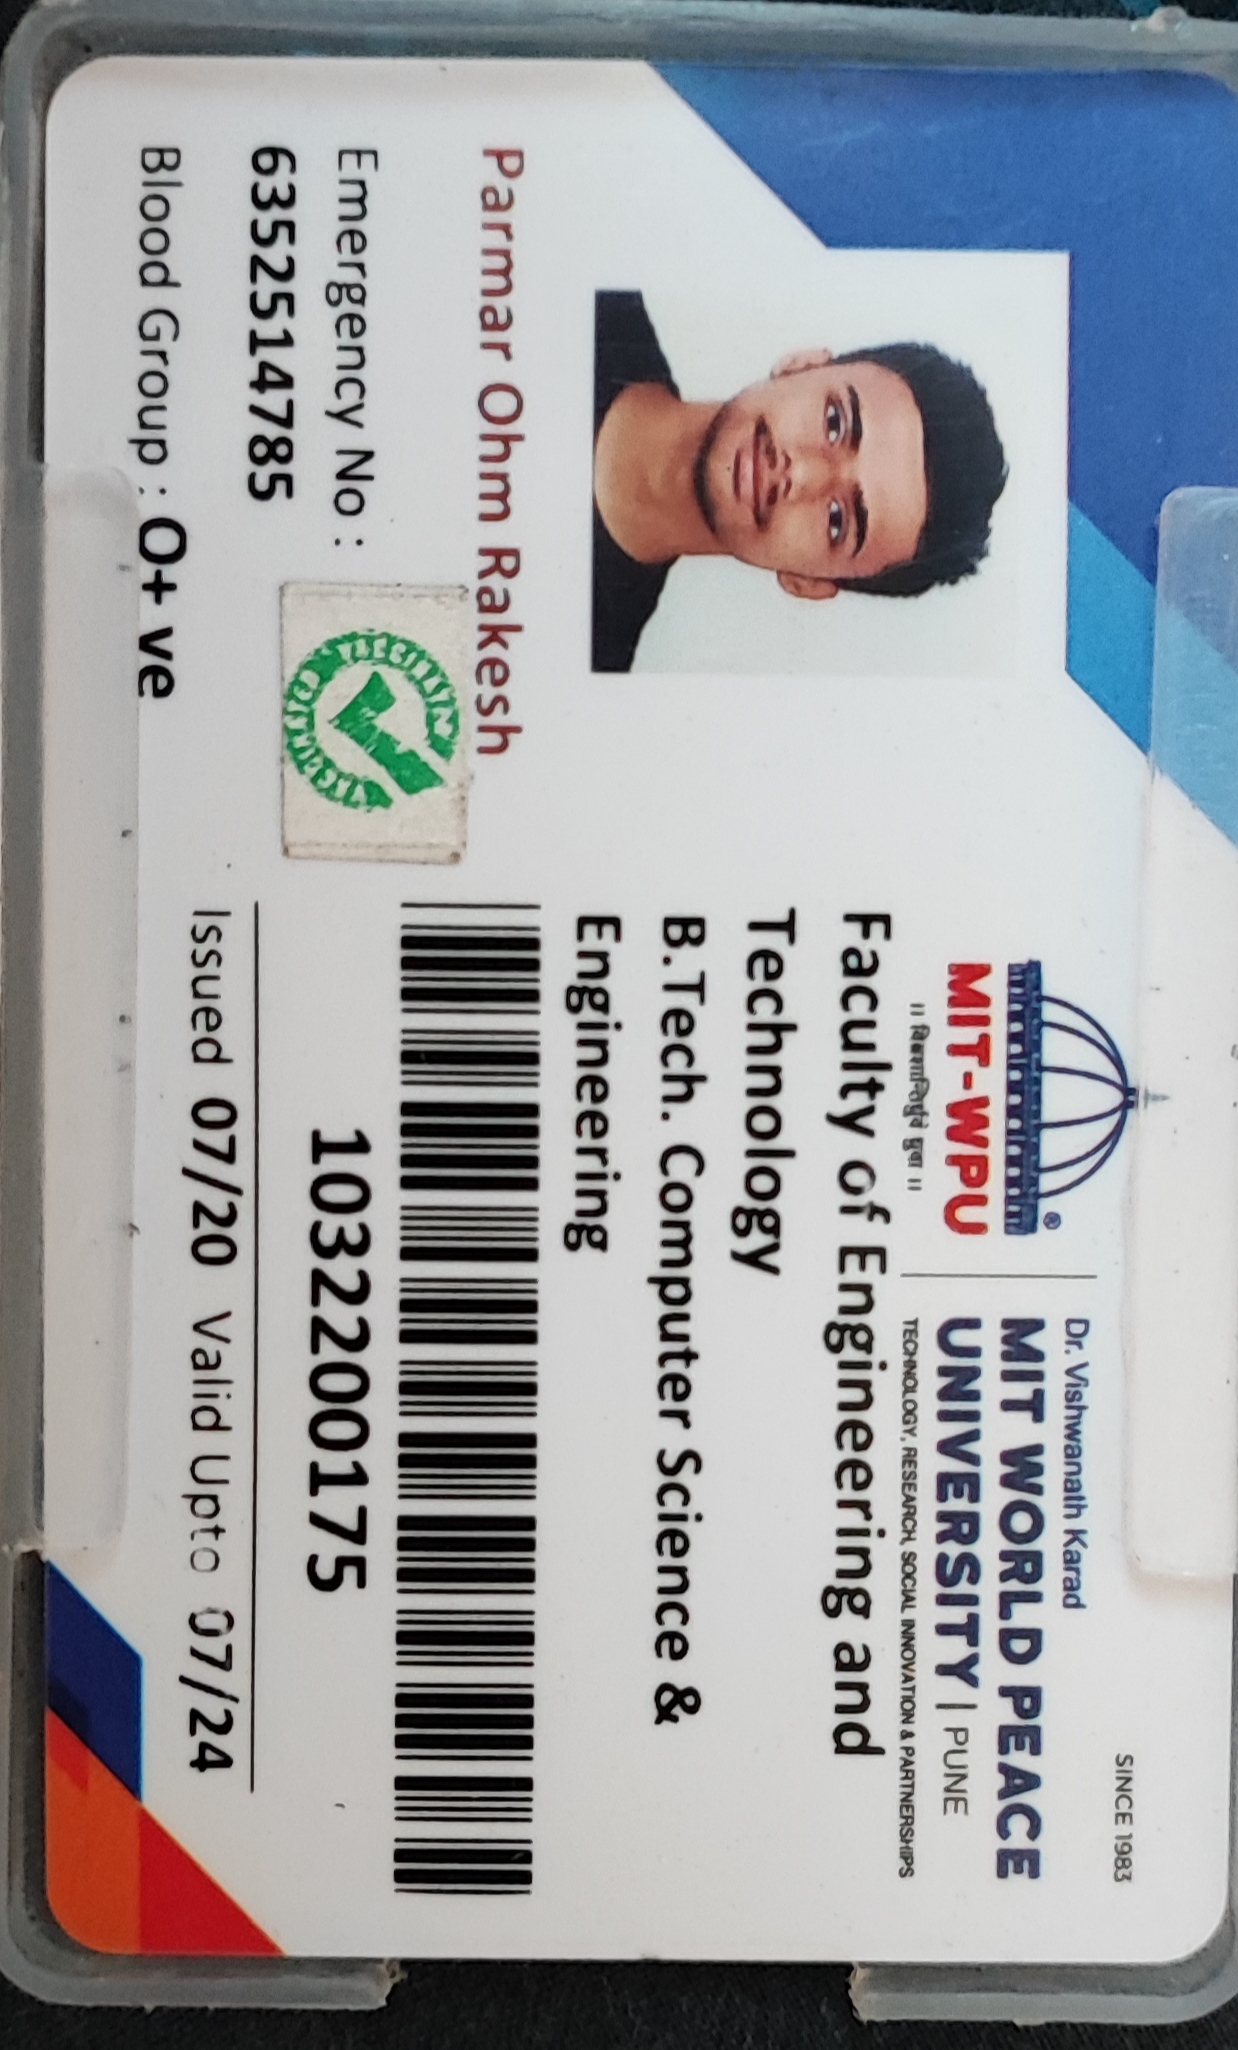 SINCE 1983
Dr. Vishwanath Karad
MIT WORLD PEACE
UNIVERSITY | PUNE
TECHNOLOGY, RESEARCH, SOCIAL INNOVATION & PARTNERSHIPS
MIT-WPU
®
Faculty of Engineering and
Technology
B.Tech. Computer Science &
Engineering
1032200175
Issued 07/20 Valid Upto 07/24
Parmar Ohm Rakesh
Emergency No :
6352514785
Blood Group : O+ ve